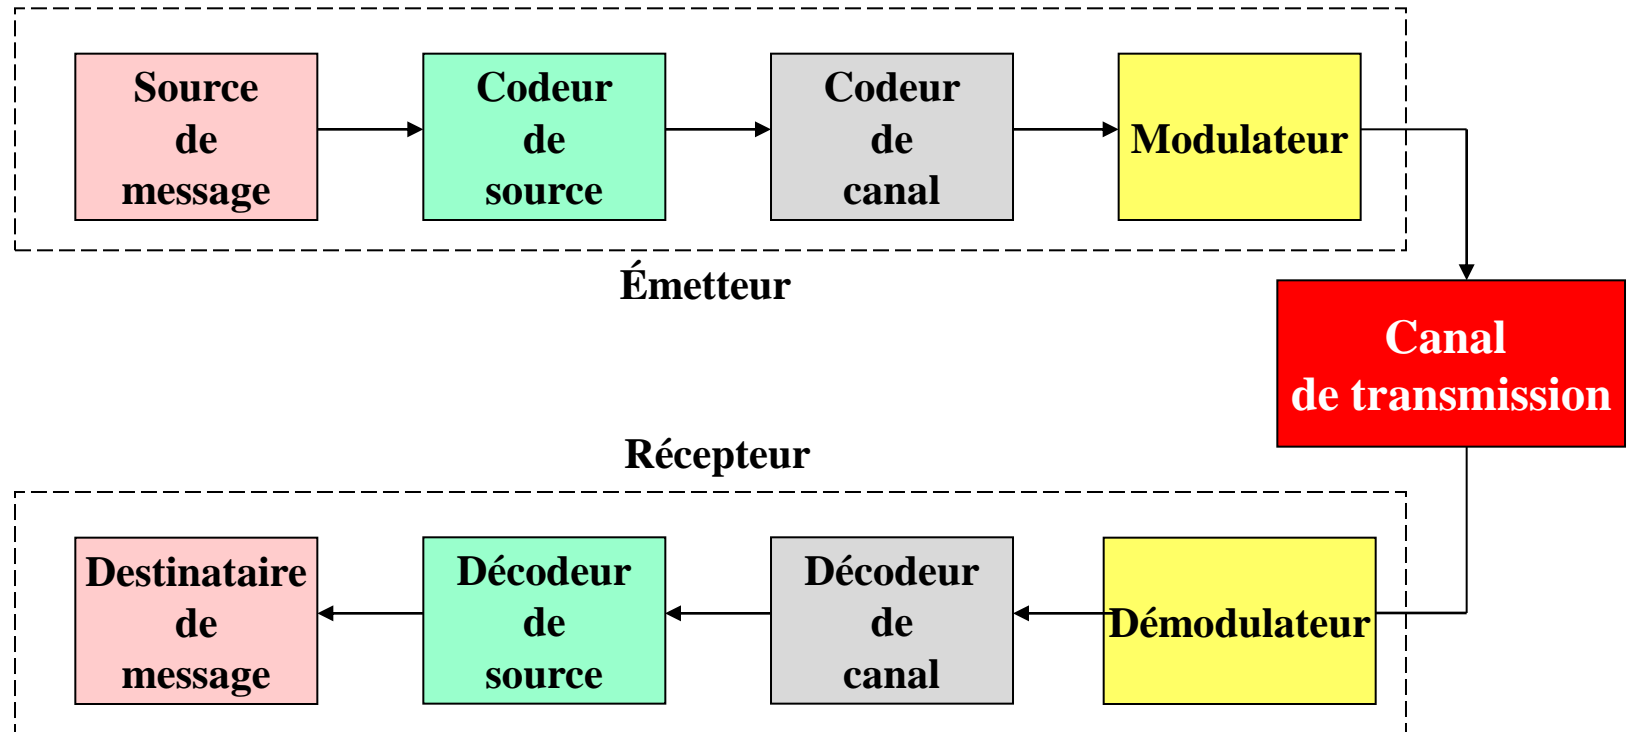 Source
de
message
Codeur
de
source
Codeur
de
canal
Modulateur
Émetteur
Canal
de transmission
Récepteur
Destinataire
de
message
Décodeur
de
source
Décodeur
de
canal
Démodulateur